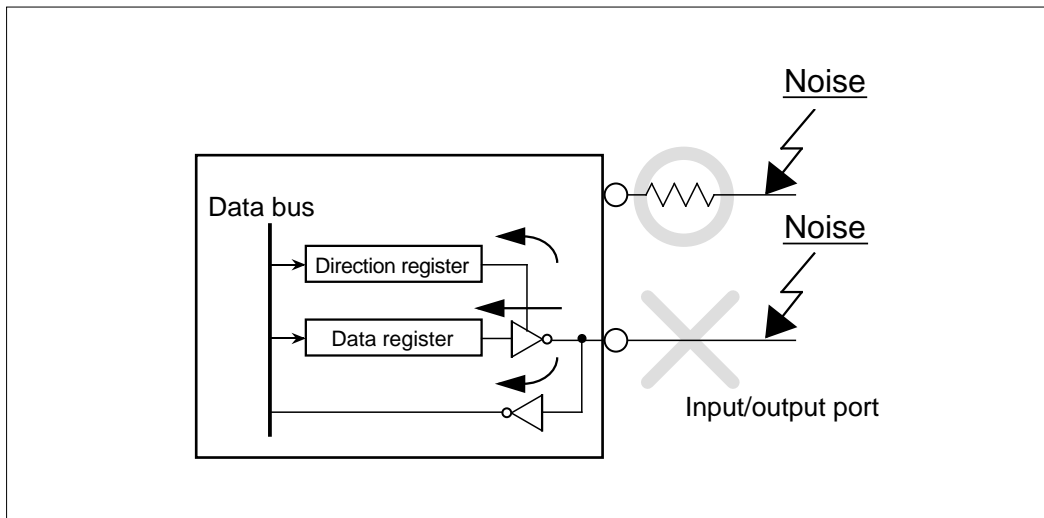 Noise
Data bus
Noise
Direction register
Data register
Input/output port